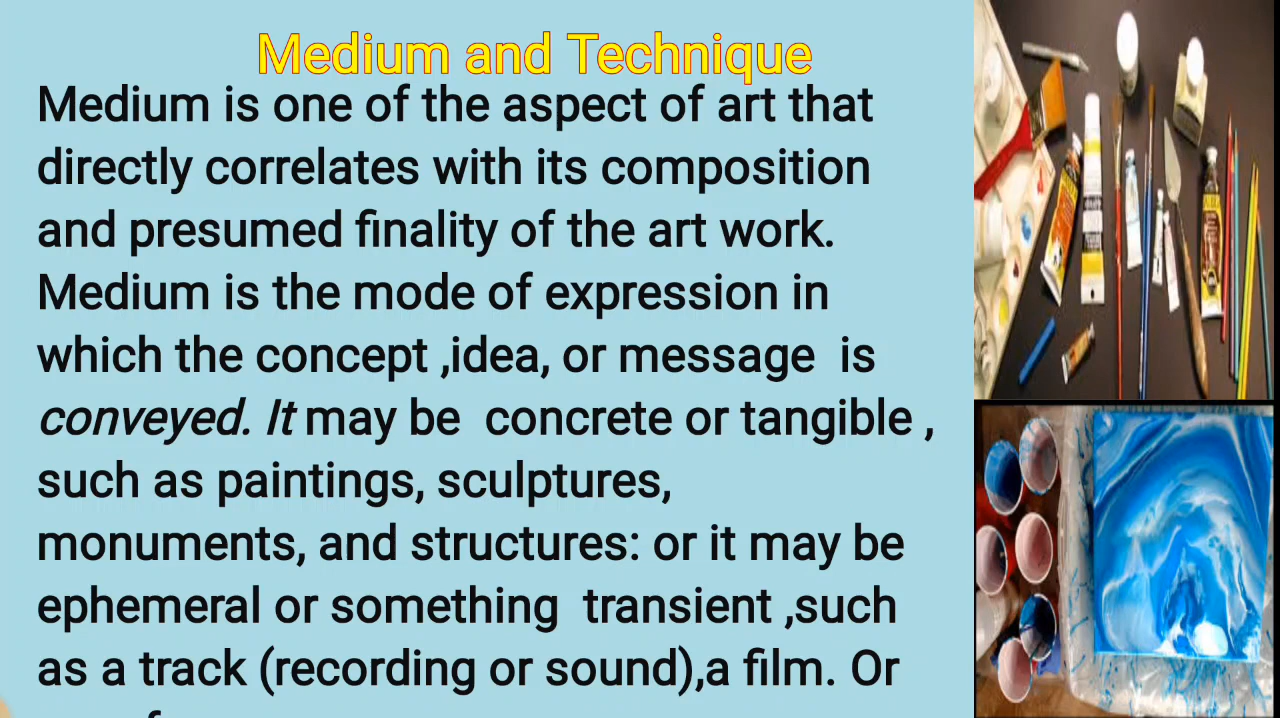 Medium and Technique
Medium is one of the aspect of art that
directly correlates with its composition
and presumed finality of the art work.
Medium is the mode of expression in
which the concept ,idea, or message  is
conveyed. It may be  concrete or tangible ,
such as paintings, sculptures,
monuments, and structures: or it may be
ephemeral or something  transient ,such
as a track (recording or sound),a film. Or